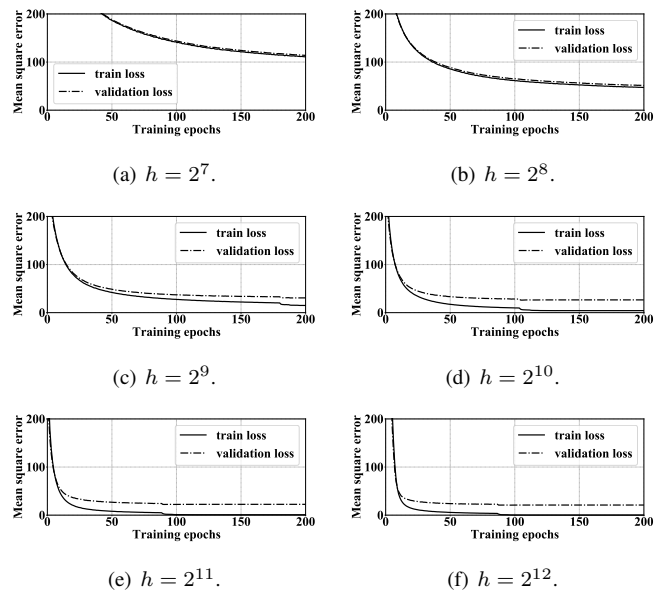 Mean square error
200
100
0
train loss
validation loss
0 50 100 150 200
Training epochs
(a) h = 2^7.
Mean square error
200
100
0
train loss
validation loss
0 50 100 150 200
Training epochs
(b) h = 2^8.
Mean square error
200
100
0
train loss
validation loss
0 50 100 150 200
Training epochs
(c) h = 2^9.
Mean square error
200
100
0
train loss
validation loss
0 50 100 150 200
Training epochs
(d) h = 2^10.
Mean square error
200
100
0
train loss
validation loss
0 50 100 150 200
Training epochs
(e) h = 2^11.
Mean square error
200
100
0
train loss
validation loss
0 50 100 150 200
Training epochs
(f) h = 2^12.